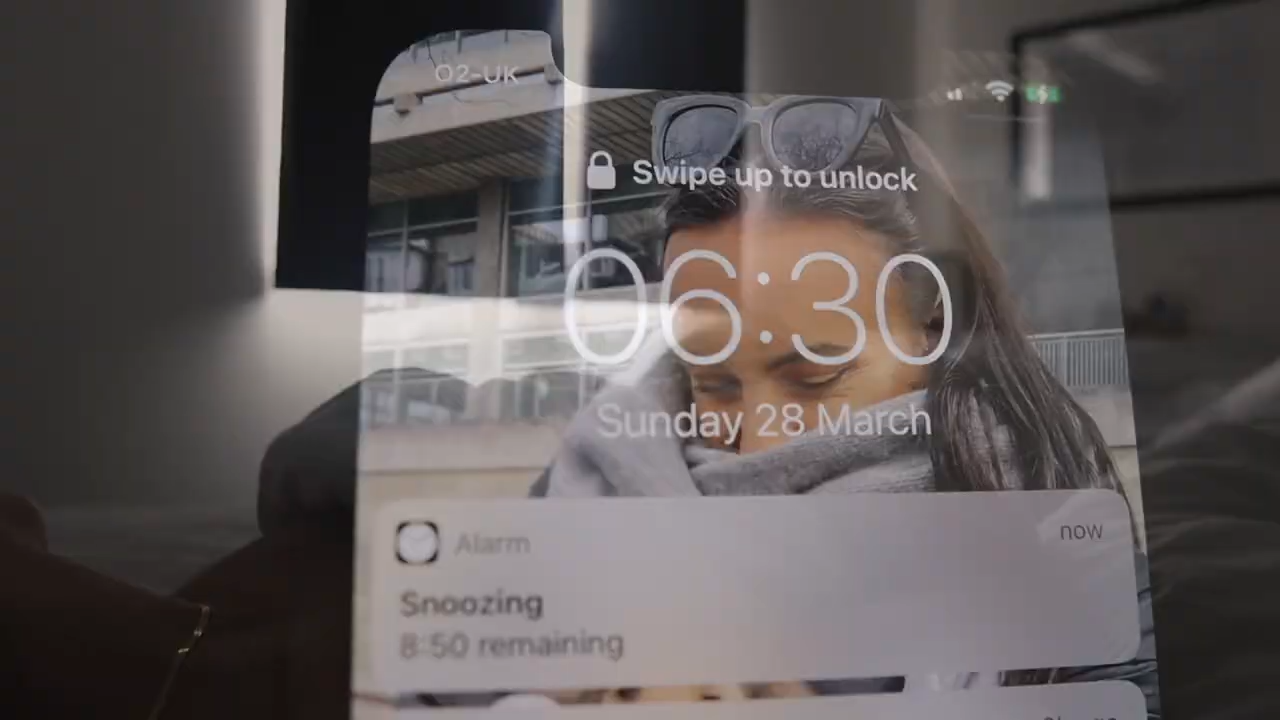 O2-UK
Swipe up to unlock
06:30
Sunday 28 March
Alarm
now
Snoozing
8:50 remaining